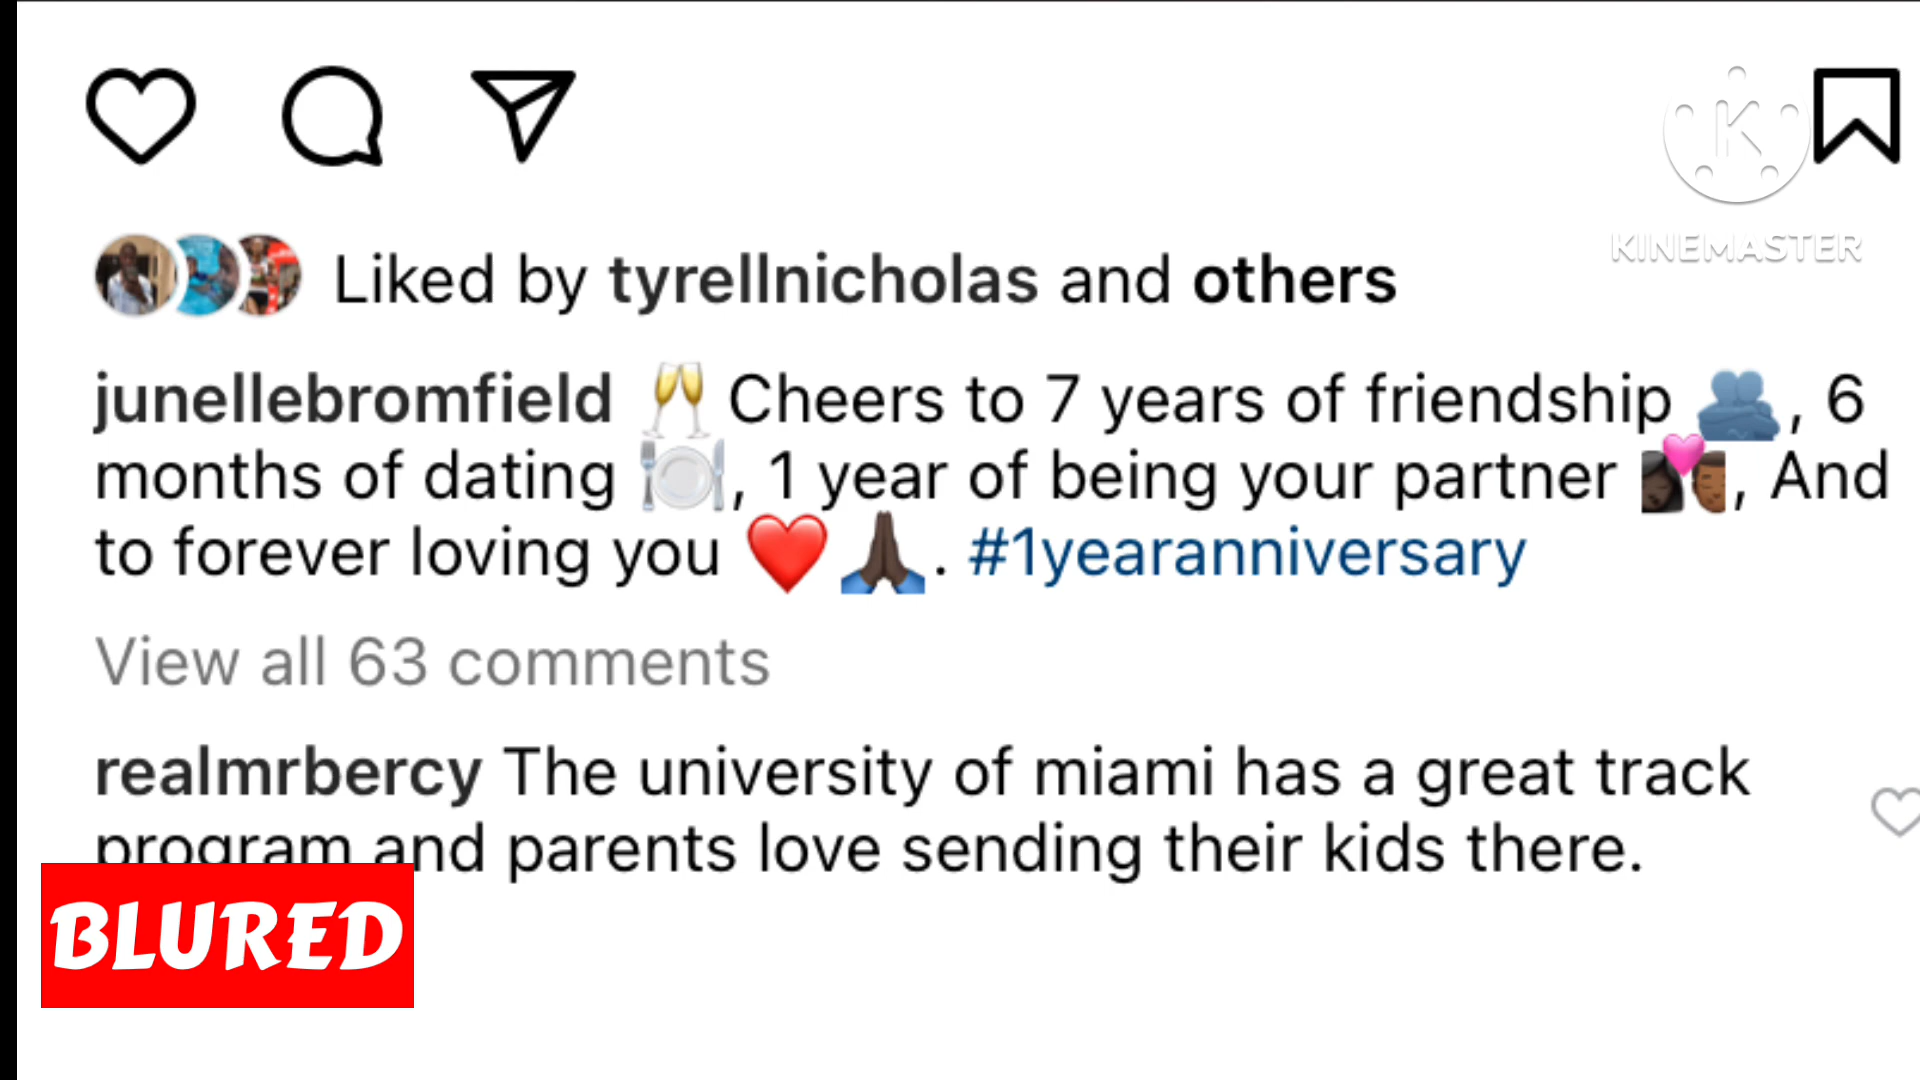 KINEMASTER
Liked by tyrellnicholas and others
junellebromfield 🥂 Cheers to 7 years of friendship 🫂, 6
months of dating 🍽️, 1 year of being your partner 👩🏿‍❤️‍💋‍👨🏾, And
to forever loving you ❤️🙏🏿. #1yearanniversary
View all 63 comments
realmrbercy The university of miami has a great track
program and parents love sending their kids there.
BLURED